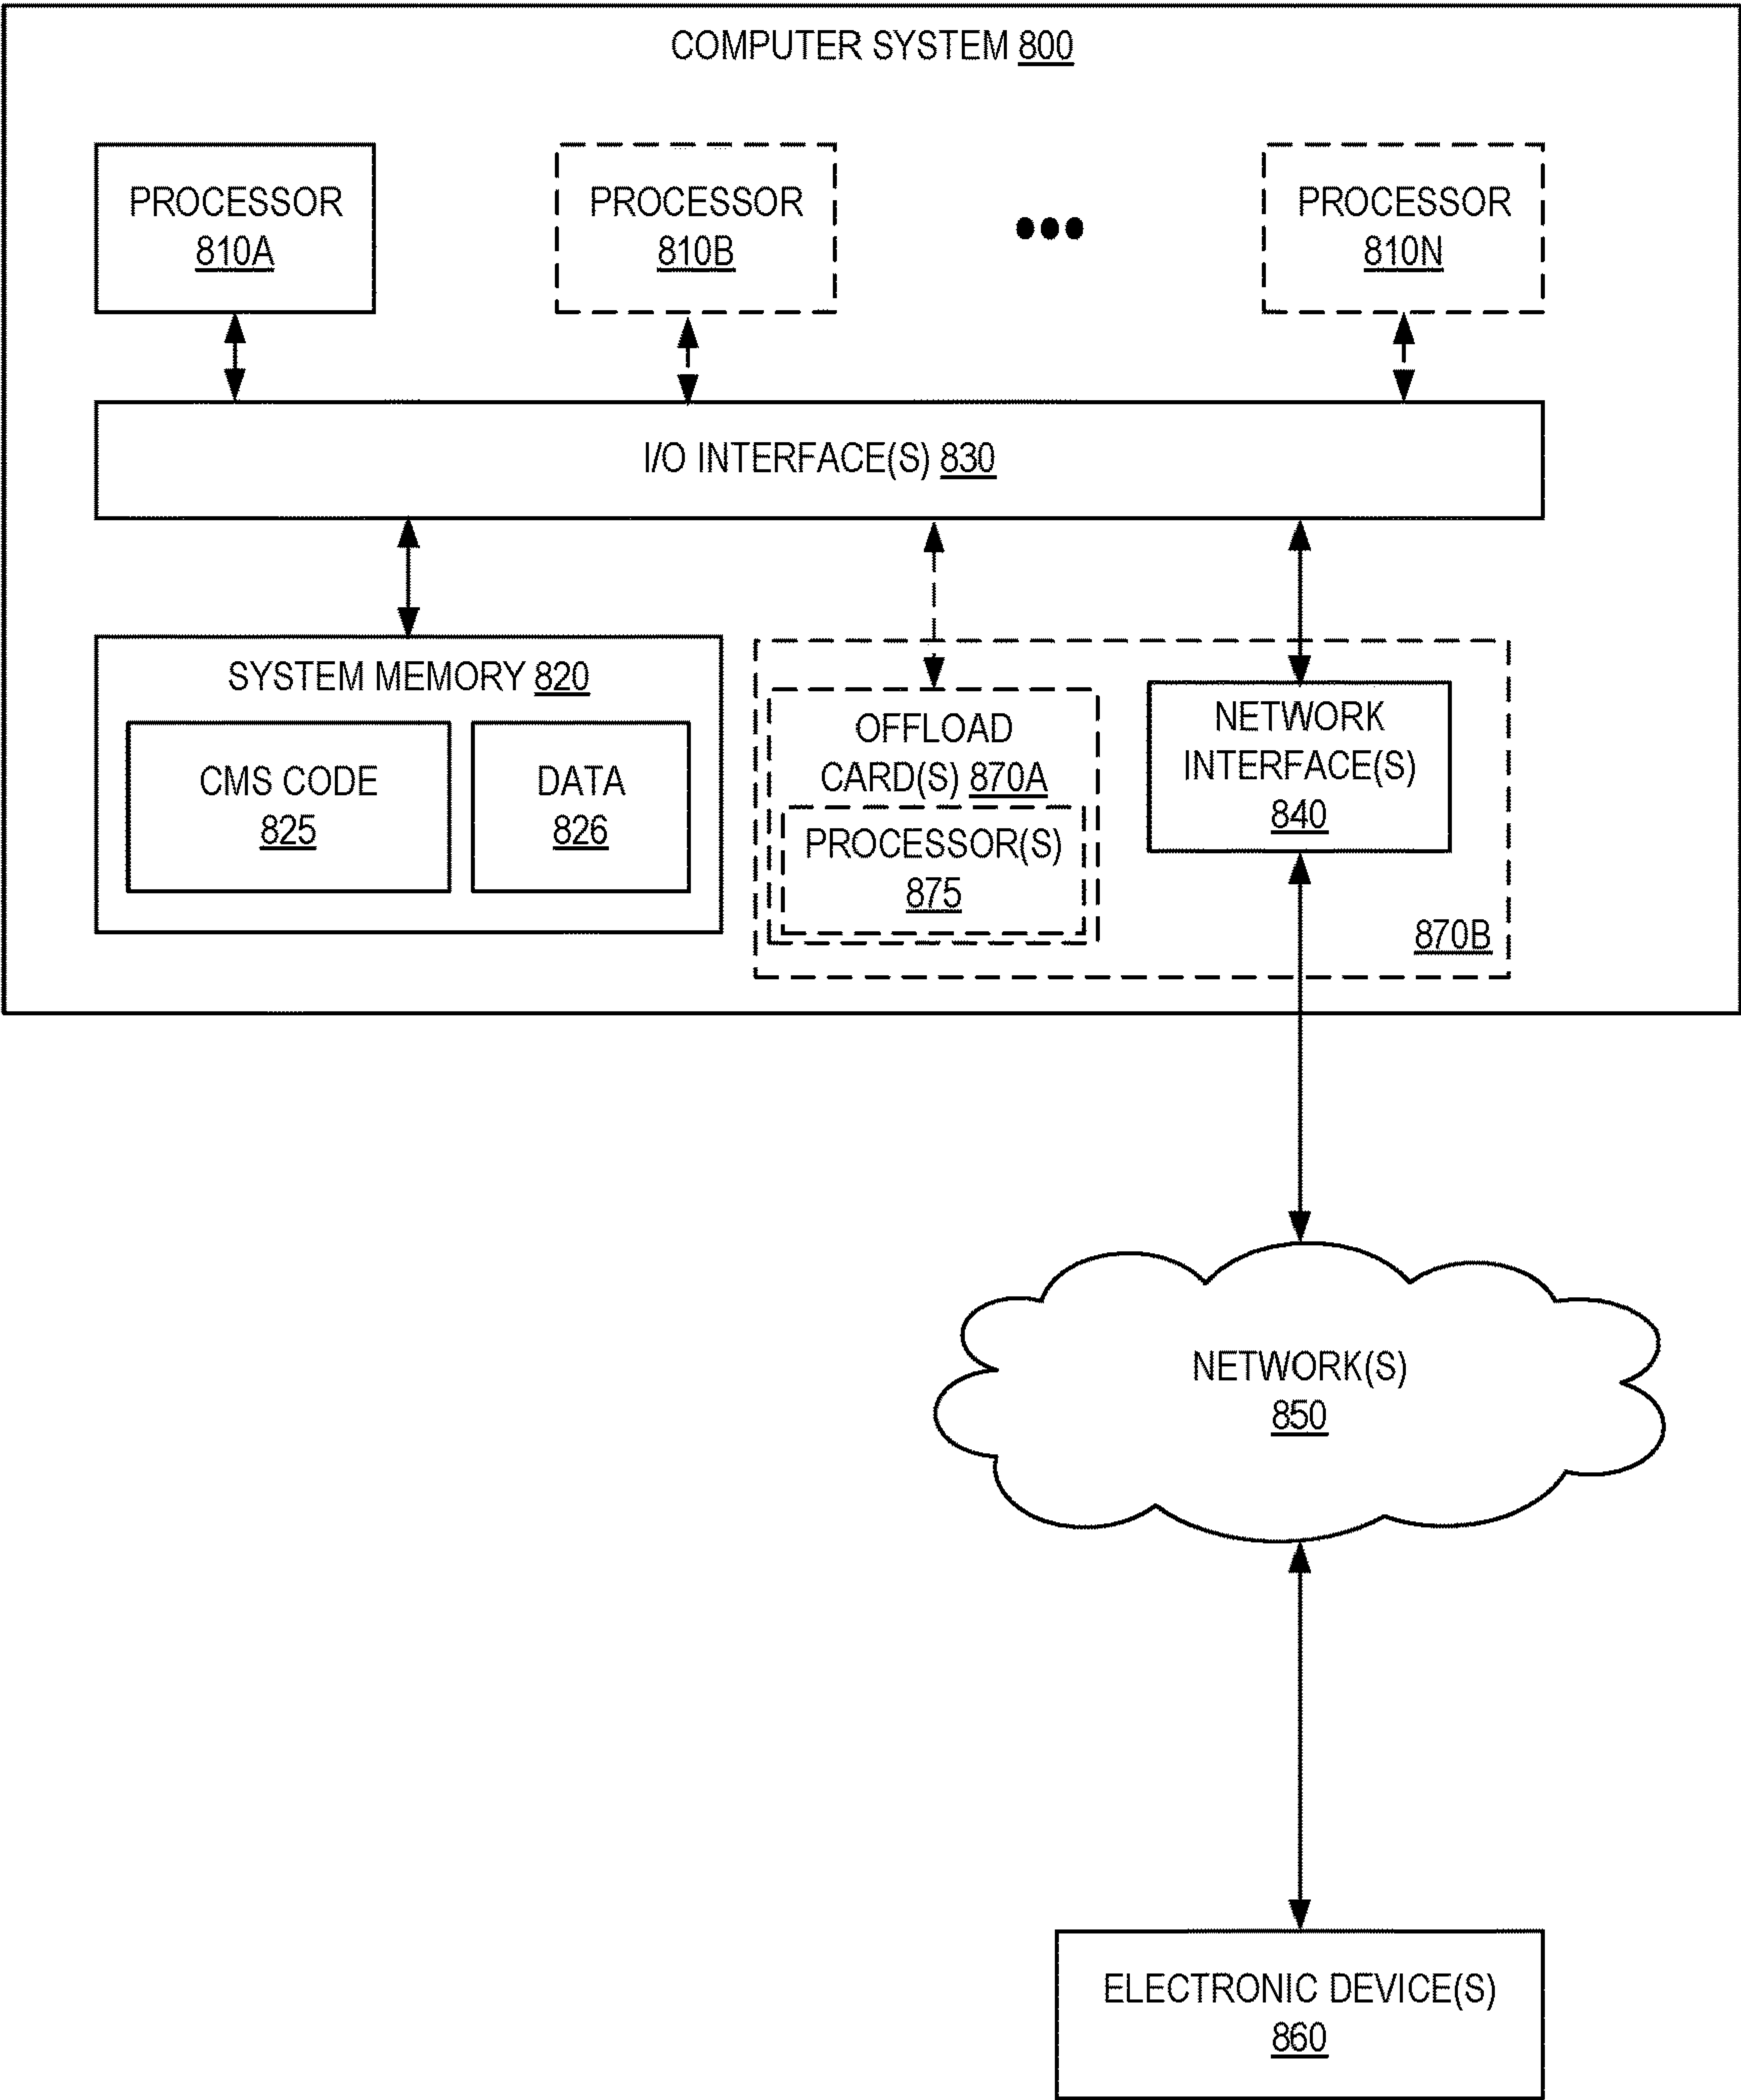 COMPUTER SYSTEM 800
PROCESSOR
810A
PROCESSOR
810B
PROCESSOR
810N
I/O INTERFACE(S) 830
SYSTEM MEMORY 820
CMS CODE
825
DATA
826
OFFLOAD
CARD(S) 870A
PROCESSOR(S)
875
NETWORK
INTERFACE(S)
840
870B
NETWORK(S)
850
ELECTRONIC DEVICE(S)
860